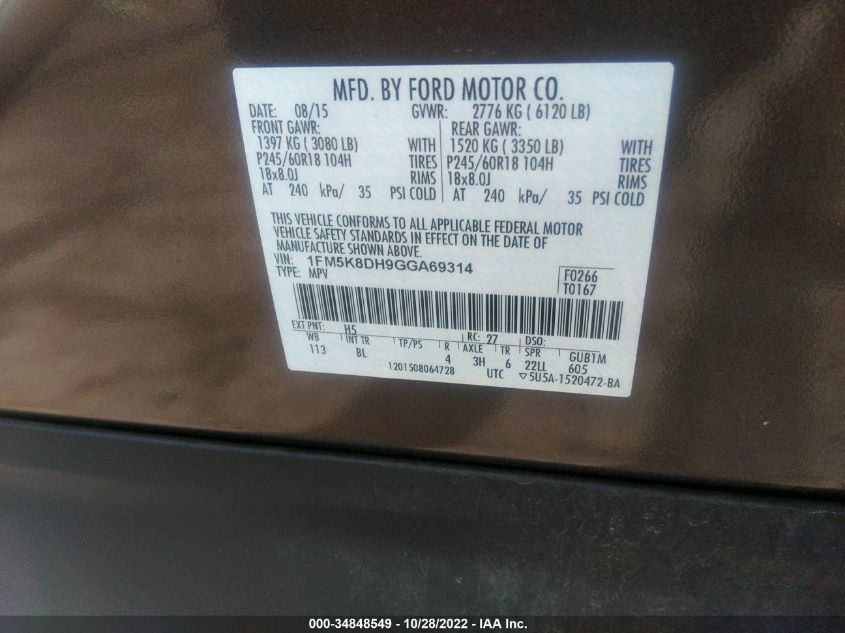 MFD. BY FORD MOTOR CO.
DATE: 08/15 GVWR: 2776 KG ( 6120 LB)
FRONT GAWR: REAR GAWR:
1397 KG ( 3080 LB) WITH 1520 KG ( 3350 LB) WITH
P245/60R18 104H TIRES P245/60R18 104H TIRES
18x8.0J RIMS 18x8.0J RIMS
AT 240 kPa/ 35 PSI COLD AT 240 kPa/ 35 PSI COLD
THIS VEHICLE CONFORMS TO ALL APPLICABLE FEDERAL MOTOR
VEHICLE SAFETY STANDARDS IN EFFECT ON THE DATE OF
MANUFACTURE SHOWN ABOVE.
VIN: 1FM5K8DH9GGA69314
TYPE: MPV
F0266
T0167
EXT PNT: H5 RC: 27 DSO:
WB INT TR TP/PS R AXLE TR SPR GUB1M
113 BL 4 3H 6 22LL 605
1201508064728 UTC ▽5U5A-1520472-BA
000-34848549 - 10/28/2022 - IAA Inc.